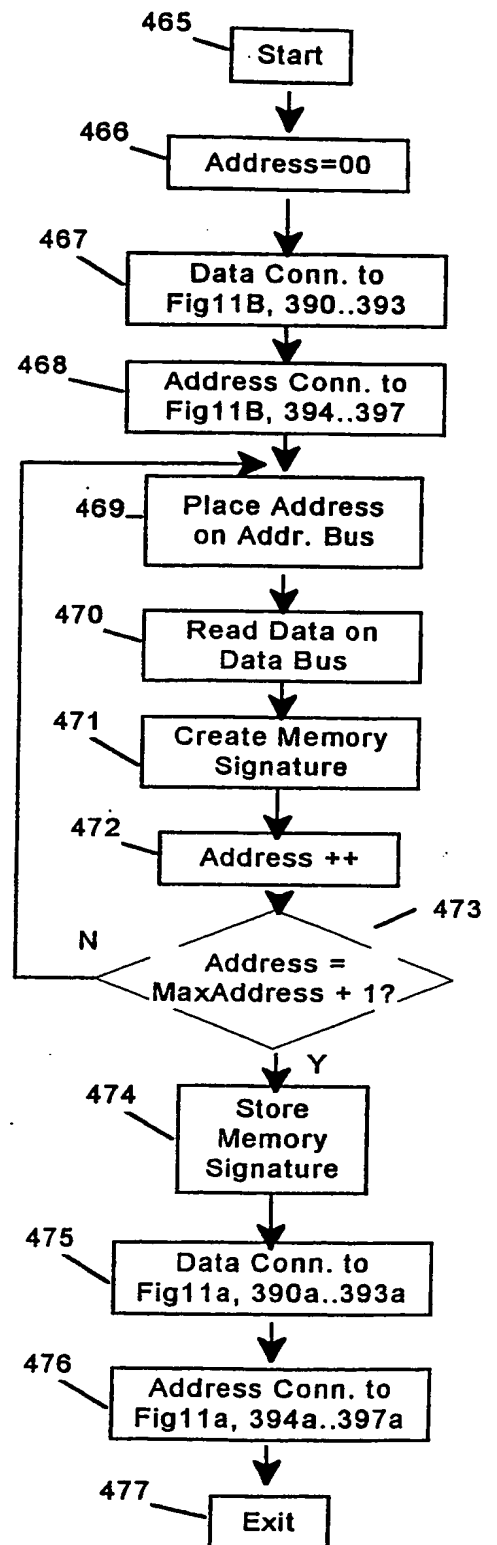 465
Start
466
Address=00
467
Data Conn. to
Fig11B, 390..393
468
Address Conn. to
Fig11B, 394..397
469
Place Address
on Addr. Bus
470
Read Data on
Data Bus
471
Create Memory
Signature
472
Address ++
473
N
Address =
MaxAddress + 1?
Y
474
Store
Memory
Signature
475
Data Conn. to
Fig11a, 390a..393a
476
Address Conn. to
Fig11a, 394a..397a
477
Exit